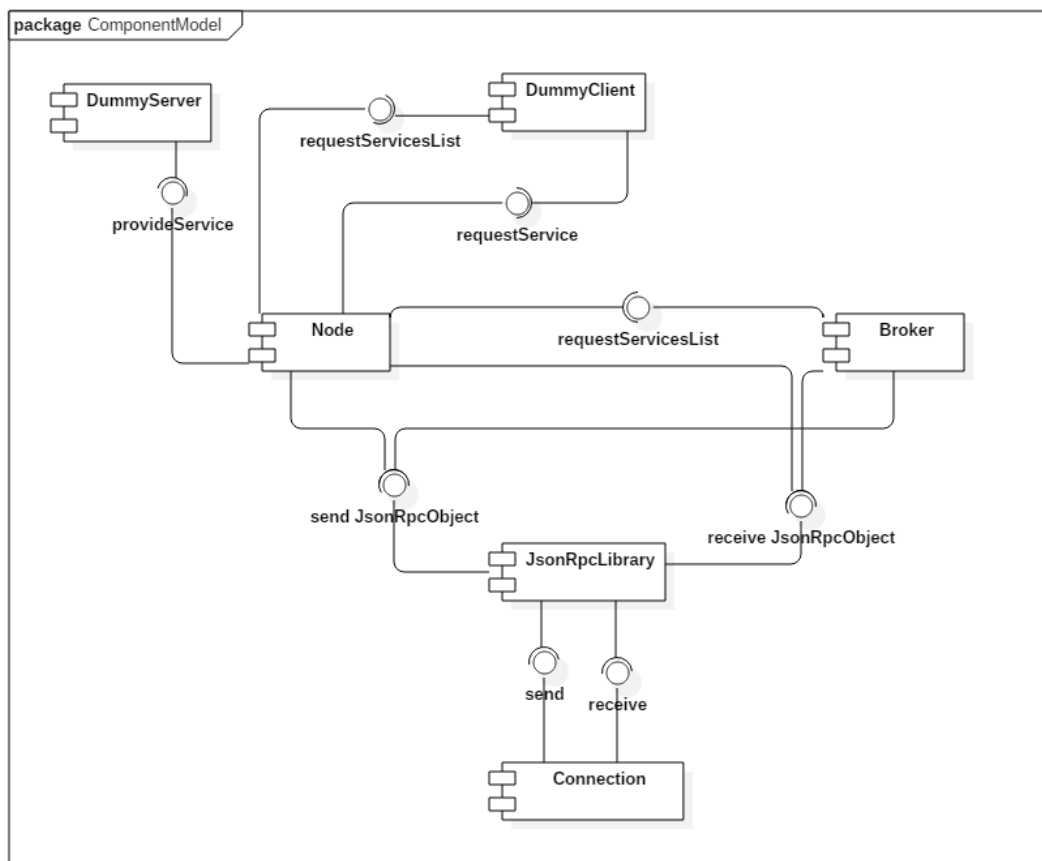 package ComponentModel
DummyServer
DummyClient
requestServicesList
provideService
requestService
Node
requestServicesList
Broker
send JsonRpcObject
receive JsonRpcObject
JsonRpcLibrary
send
receive
Connection